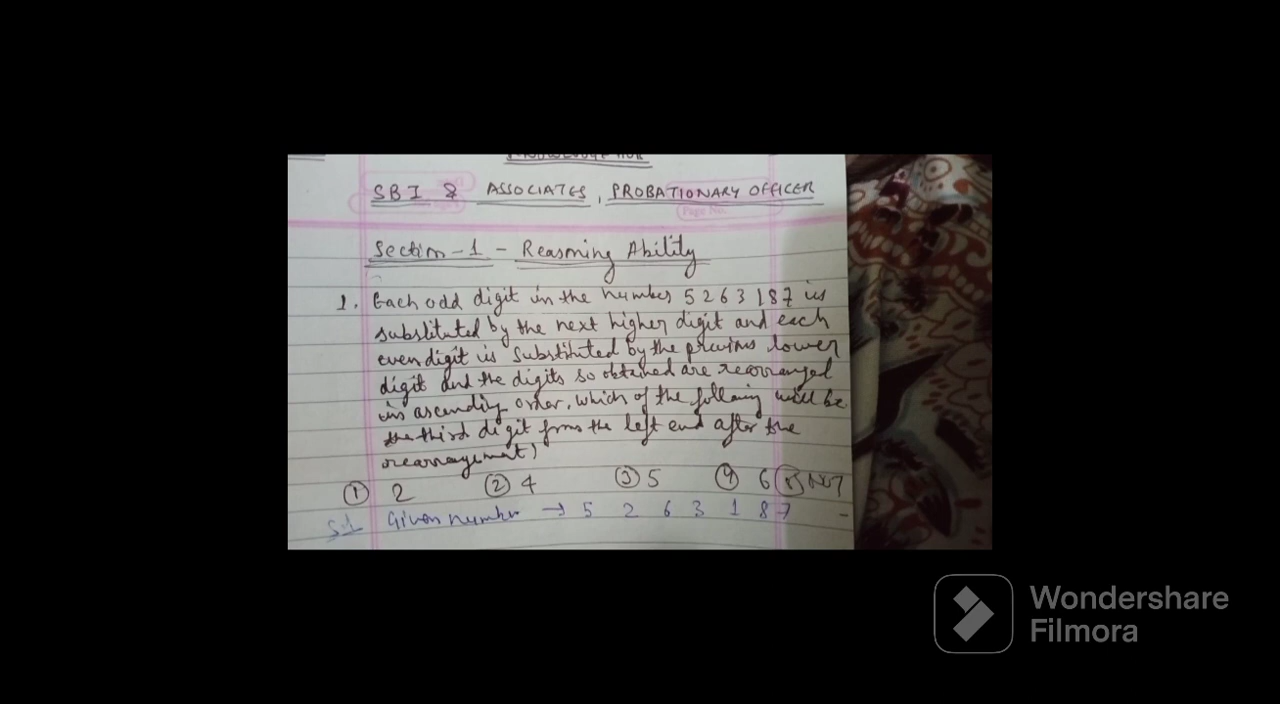 SBI & ASSOCIATES, PROBATIONARY OFFICER
Page No.
Section-1 - Reasoning Ability
1. Each odd digit in the number 5263187 is
substituted by the next higher digit and each
even digit is substituted by the previous lower
digit and the digits so obtained are rearranged
in ascending order, which of the following will be
the third digit from the left end after the
rearrangement)
① 2 ② 4 ③ 5 ④ 6
S-1 Given number → 5 2 6 3 1 8 7 -
Wondershare
Filmora